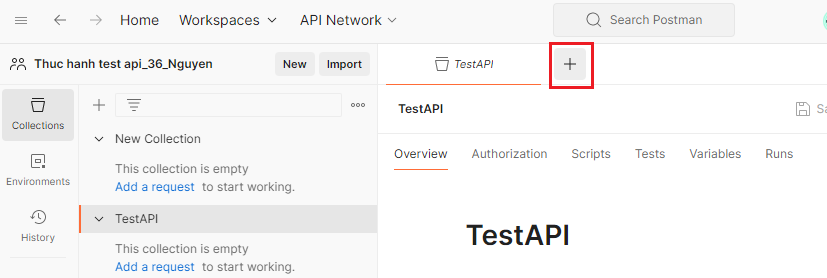 Home Workspaces API Network Search Postman
Thuc hanh test api_36_Nguyen New Import TestAPI
Collections
Environments
History
New Collection
This collection is empty
Add a request to start working.
TestAPI
This collection is empty
Add a request to start working.
TestAPI
Overview Authorization Scripts Tests Variables Runs
TestAPI